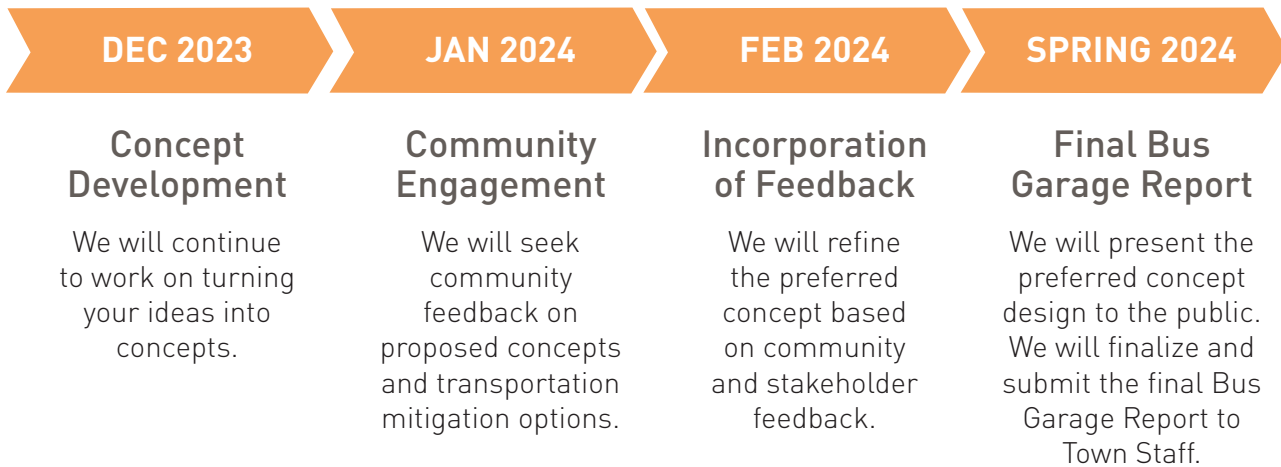 DEC 2023
JAN 2024
FEB 2024
SPRING 2024
Concept
Development
We will continue
to work on turning
your ideas into
concepts.
Community
Engagement
We will seek
community
feedback on
proposed concepts
and transportation
mitigation options.
Incorporation
of Feedback
We will refine
the preferred
concept based
on community
and stakeholder
feedback.
Final Bus
Garage Report
We will present the
preferred concept
design to the public.
We will finalize and
submit the final Bus
Garage Report to
Town Staff.